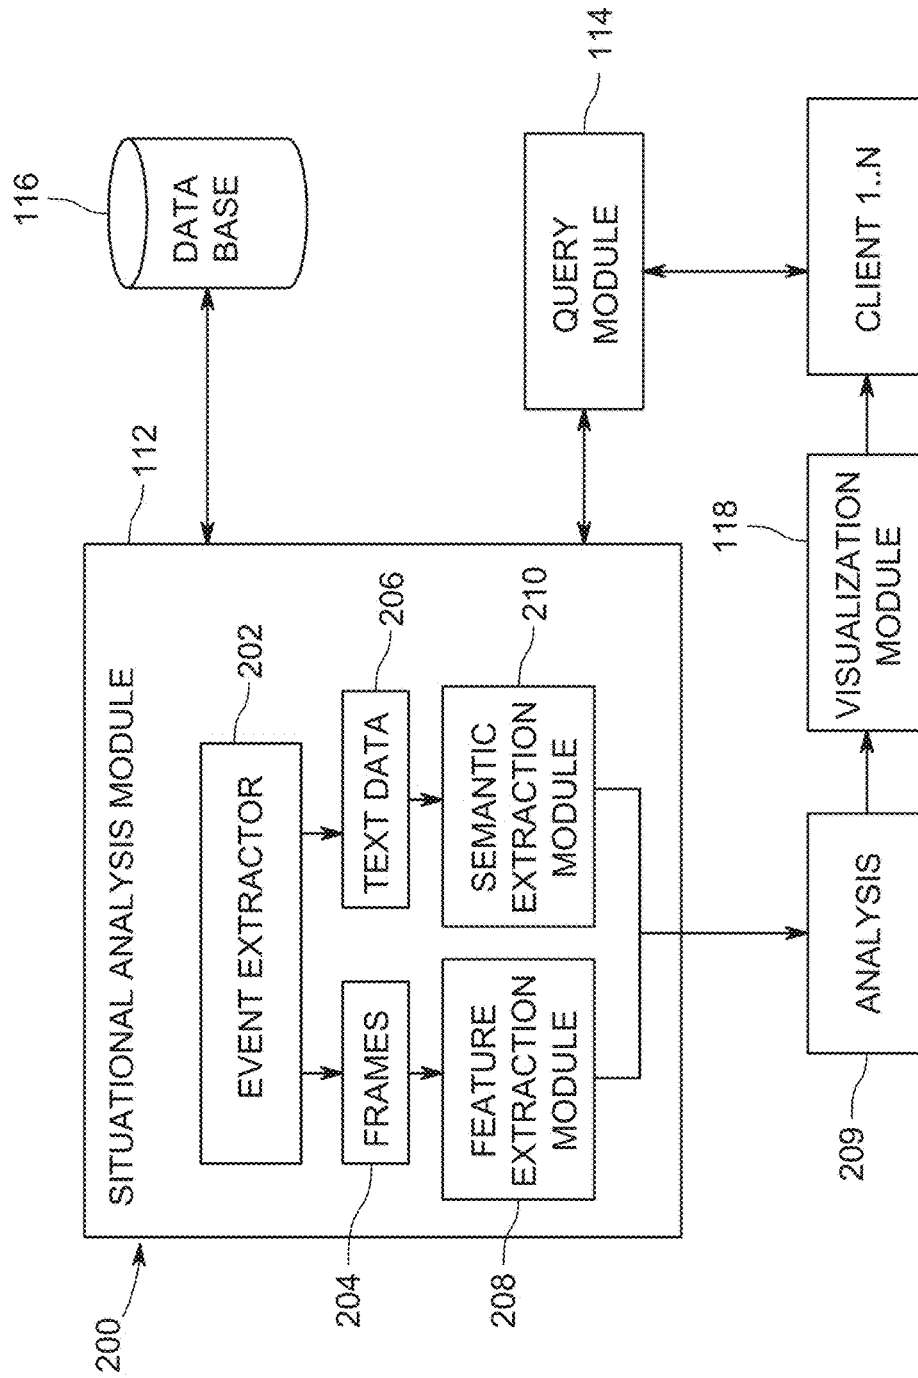 200
SITUATIONAL ANALYSIS MODULE
112
116
DATA
BASE
EVENT EXTRACTOR
202
204
FRAMES
TEXT DATA
206
208
FEATURE
EXTRACTION
MODULE
SEMANTIC
EXTRACTION
MODULE
210
QUERY
MODULE
114
209
ANALYSIS
118
VISUALIZATION
MODULE
CLIENT 1..N